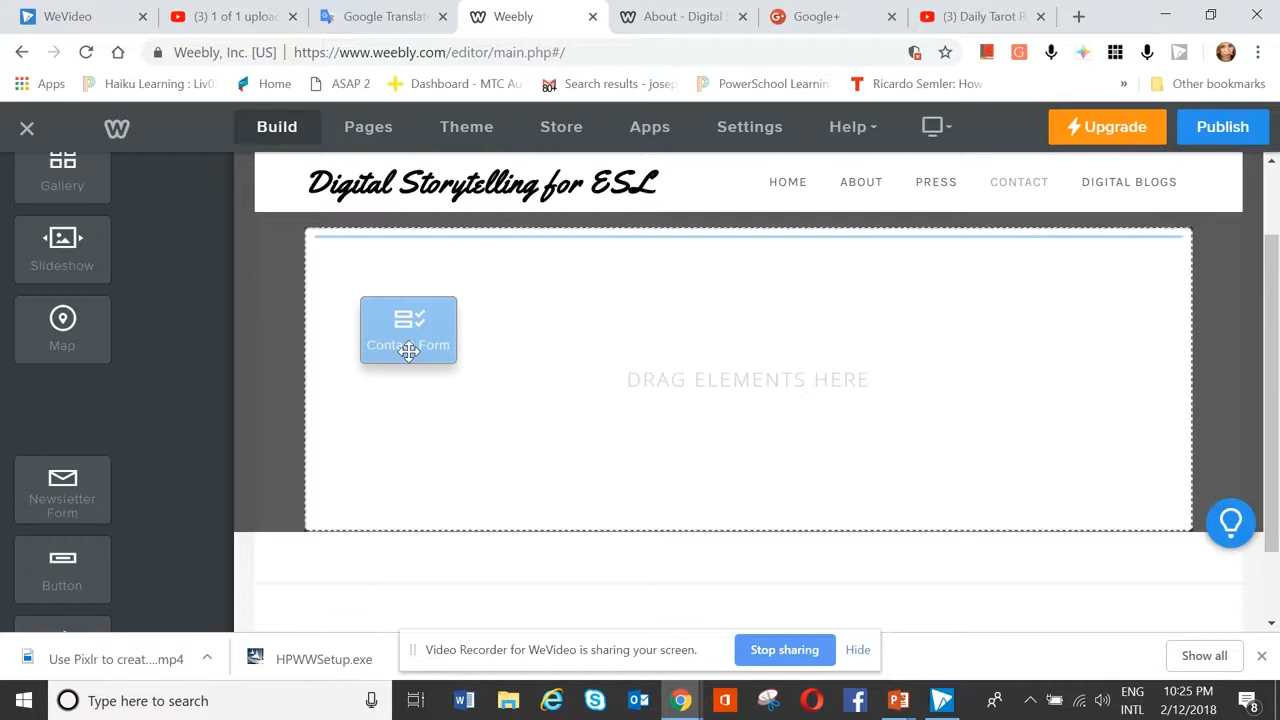 WeVideo
(3) 1 of 1 uploa
Google Translat
Weebly
About - Digital S
Google+
(3) Daily Tarot R
Weebly, Inc. [US]
https://www.weebly.com/editor/main.php#/
Apps
Haiku Learning : Liv0
Home
ASAP 2
Dashboard - MTC Au
Search results - josep
PowerSchool Learnin
Ricardo Semler: How
»
Other bookmarks
Build
Pages
Theme
Store
Apps
Settings
Help
Upgrade
Publish
Gallery
Slideshow
Map
Newsletter
Form
Button
Digital Storytelling for ESL
HOME
ABOUT
PRESS
CONTACT
DIGITAL BLOGS
Contact Form
DRAG ELEMENTS HERE
Use Pixlr to creat....mp4
HPWWSetup.exe
Video Recorder for WeVideo is sharing your screen.
Stop sharing
Hide
Show all
Type here to search
ENG
INTL
10:25 PM
2/12/2018
8